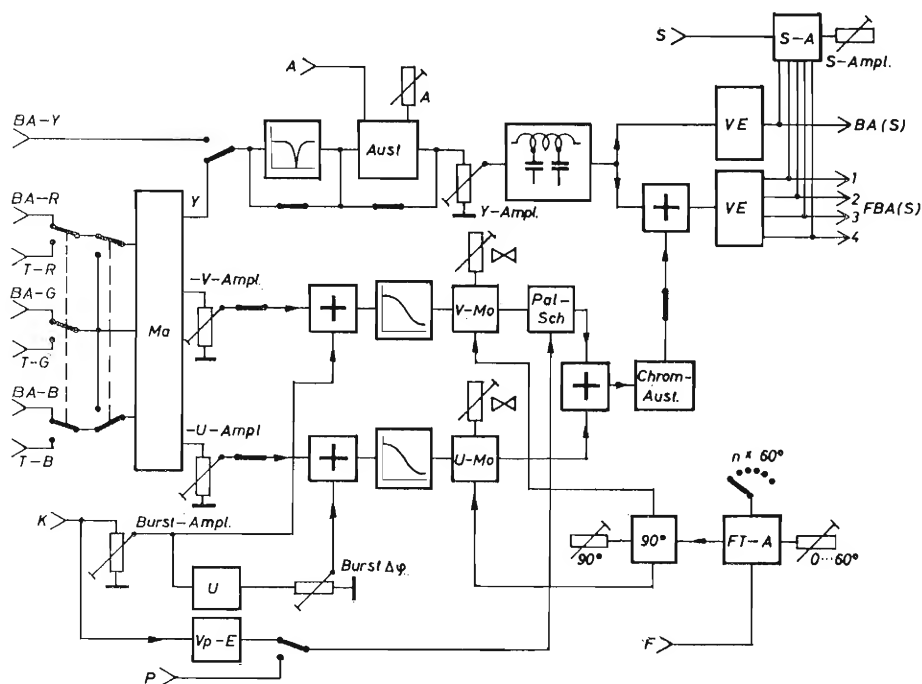 S
S-A
S-Ampl.
A
A
BA-Y
Aust
VE
BA(S)
Y
Y-Ampl.
BA-R
T-R
BA-G
T-G
BA-B
T-B
Ma
VE
1
2
3
4
FBA(S)
-V-Ampl.
V-Mo
Pal-
Sch
-U-Ampl
U-Mo
Chrom-
Aust.
n x 60°
K
Burst-Ampl.
90°
90°
FT-A
0...60°
U
Burst Δφ
Vp-E
P
F